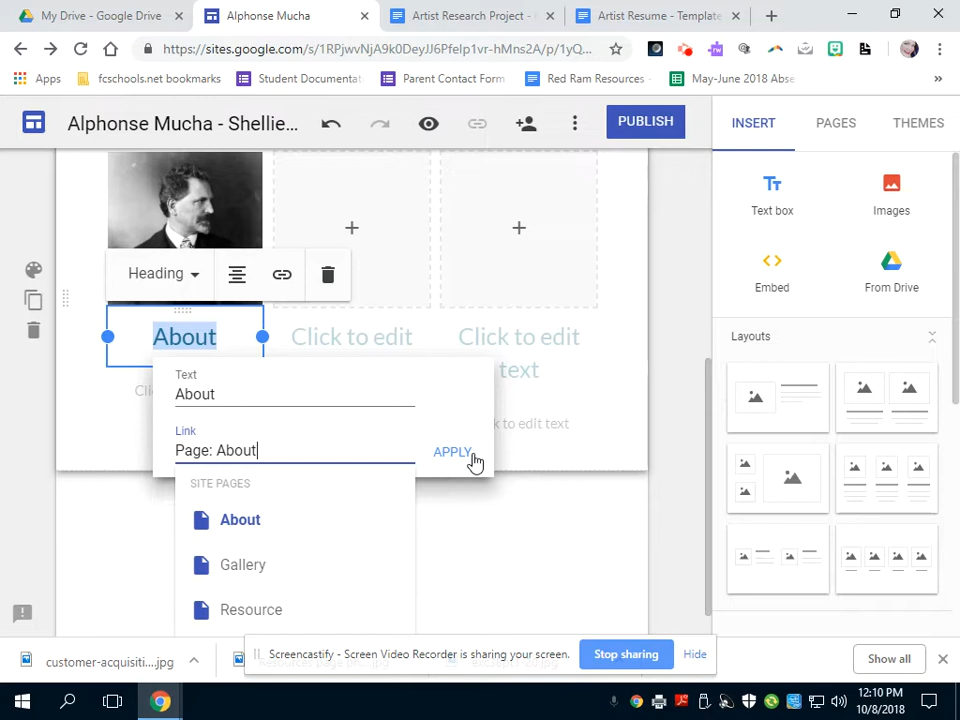 My Drive - Google Drive
Alphonse Mucha
Artist Research Project -
Artist Resume - Template
https://sites.google.com/s/1RPjwvNjA9k0DeyJJ6Pfelp1vr-hMns2A/p/1yQ...
Apps
fcschools.net bookmarks
Student Documentat
Parent Contact Form
Red Ram Resources
May-June 2018 Abse
»
Alphonse Mucha - Shellie...
PUBLISH
INSERT
PAGES
THEMES
Text box
Images
Embed
From Drive
Layouts
Heading
About
Click to edit
Click to edit
text
Text
About
Link
Page: About
APPLY
SITE PAGES
About
Gallery
Resource
Screencastify - Screen Video Recorder is sharing your screen.
Stop sharing
Hide
customer-acquisiti....jpg
Show all
12:10 PM
10/8/2018